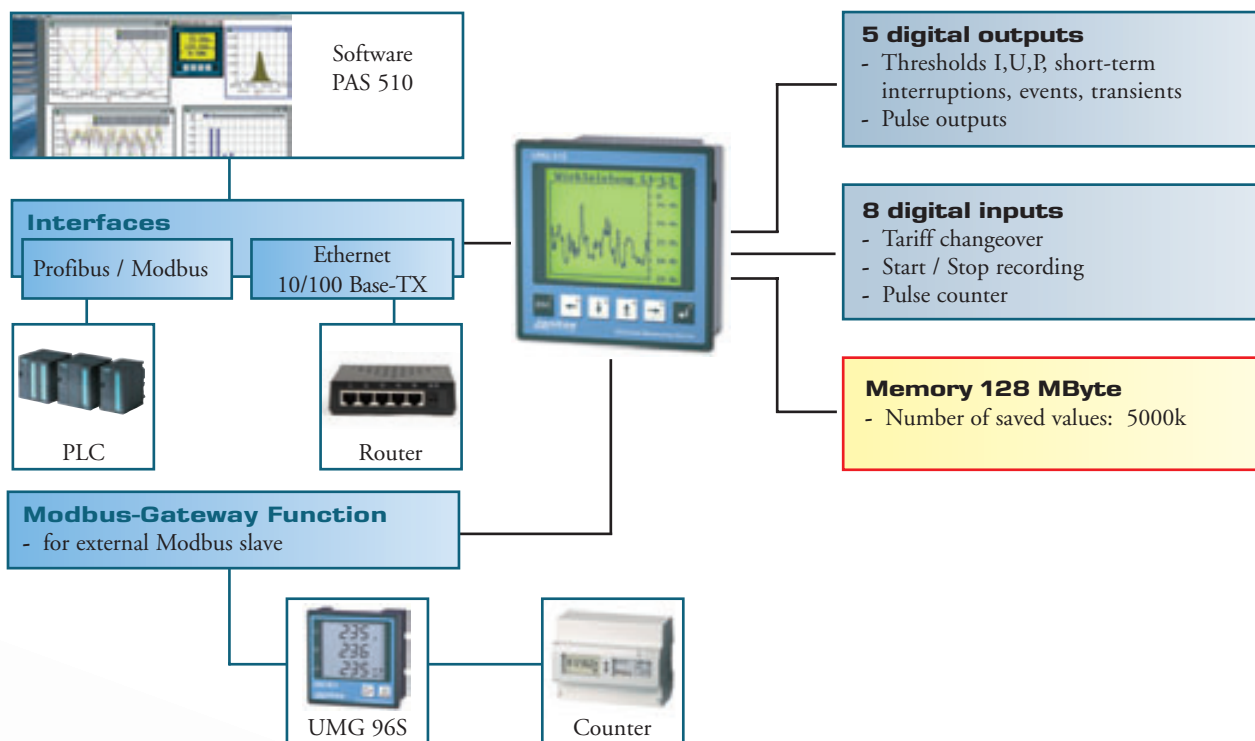 Software
PAS 510
Interfaces
Profibus / Modbus
Ethernet
10/100 Base-TX
PLC
Router
Modbus-Gateway Function
- for external Modbus slave
UMG 96S
Counter
Wirkleistung L1-L3
235
236
235
5 digital outputs
- Thresholds I,U,P, short-term
interruptions, events, transients
- Pulse outputs
8 digital inputs
- Tariff changeover
- Start / Stop recording
- Pulse counter
Memory 128 MByte
- Number of saved values: 5000k